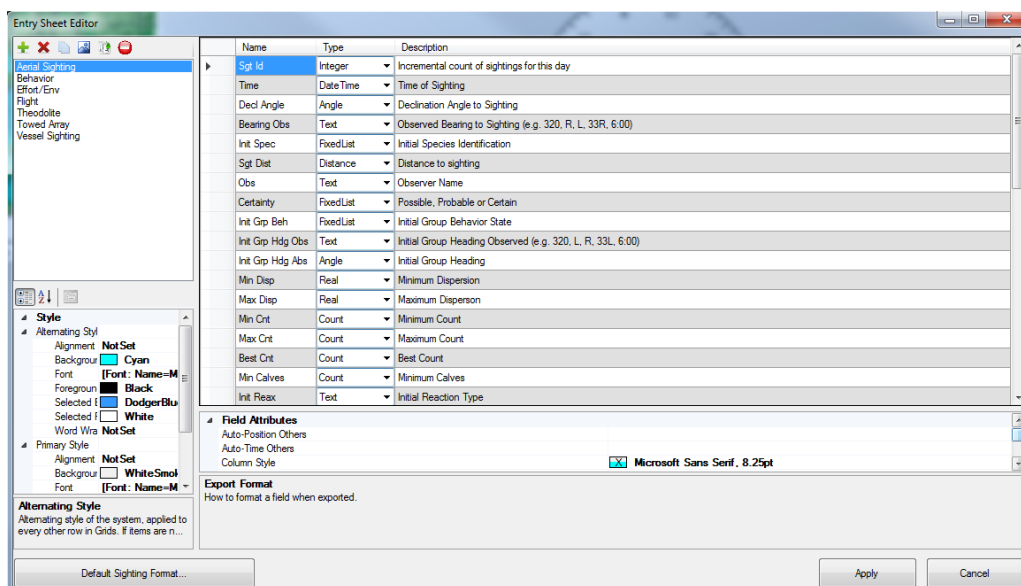 Entry Sheet Editor
Aerial Sighting
Behavior
Effort/Env
Flight
Theodolite
Towed Array
Vessel Sighting
Name Type Description
Sgt Id Integer Incremental count of sightings for this day
Time DateTime Time of Sighting
Decl Angle Angle Declination Angle to Sighting
Bearing Obs Text Observed Bearing to Sighting (e.g. 320, R, L, 33R, 6:00)
Init Spec FixedList Initial Species Identification
Sgt Dist Distance Distance to sighting
Obs Text Observer Name
Certainty FixedList Possible, Probable or Certain
Init Grp Beh FixedList Initial Group Behavior State
Init Grp Hdg Obs Text Initial Group Heading Observed (e.g. 320, L, R, 33L, 6:00)
Init Grp Hdg Abs Angle Initial Group Heading
Min Disp Real Minimum Dispersion
Max Disp Real Maximum Disperson
Min Cnt Count Minimum Count
Max Cnt Count Maximum Count
Best Cnt Count Best Count
Min Calves Count Minimum Calves
Init Reax Text Initial Reaction Type
Style
Alternating Styl
Alignment NotSet
Backgrour Cyan
Font [Font: Name=M
Foregroun Black
Selected E DodgerBlu
Selected F White
Word Wra NotSet
Primary Style
Alignment NotSet
Backgrour WhiteSmol
Font [Font: Name=M
Alternating Style
Alternating style of the system, applied to
every other row in Grids. If items are n...
Field Attributes
Auto-Position Others
Auto-Time Others
Column Style X Microsoft Sans Serif, 8.25pt
Export Format
How to format a field when exported.
Default Sighting Format... Apply Cancel